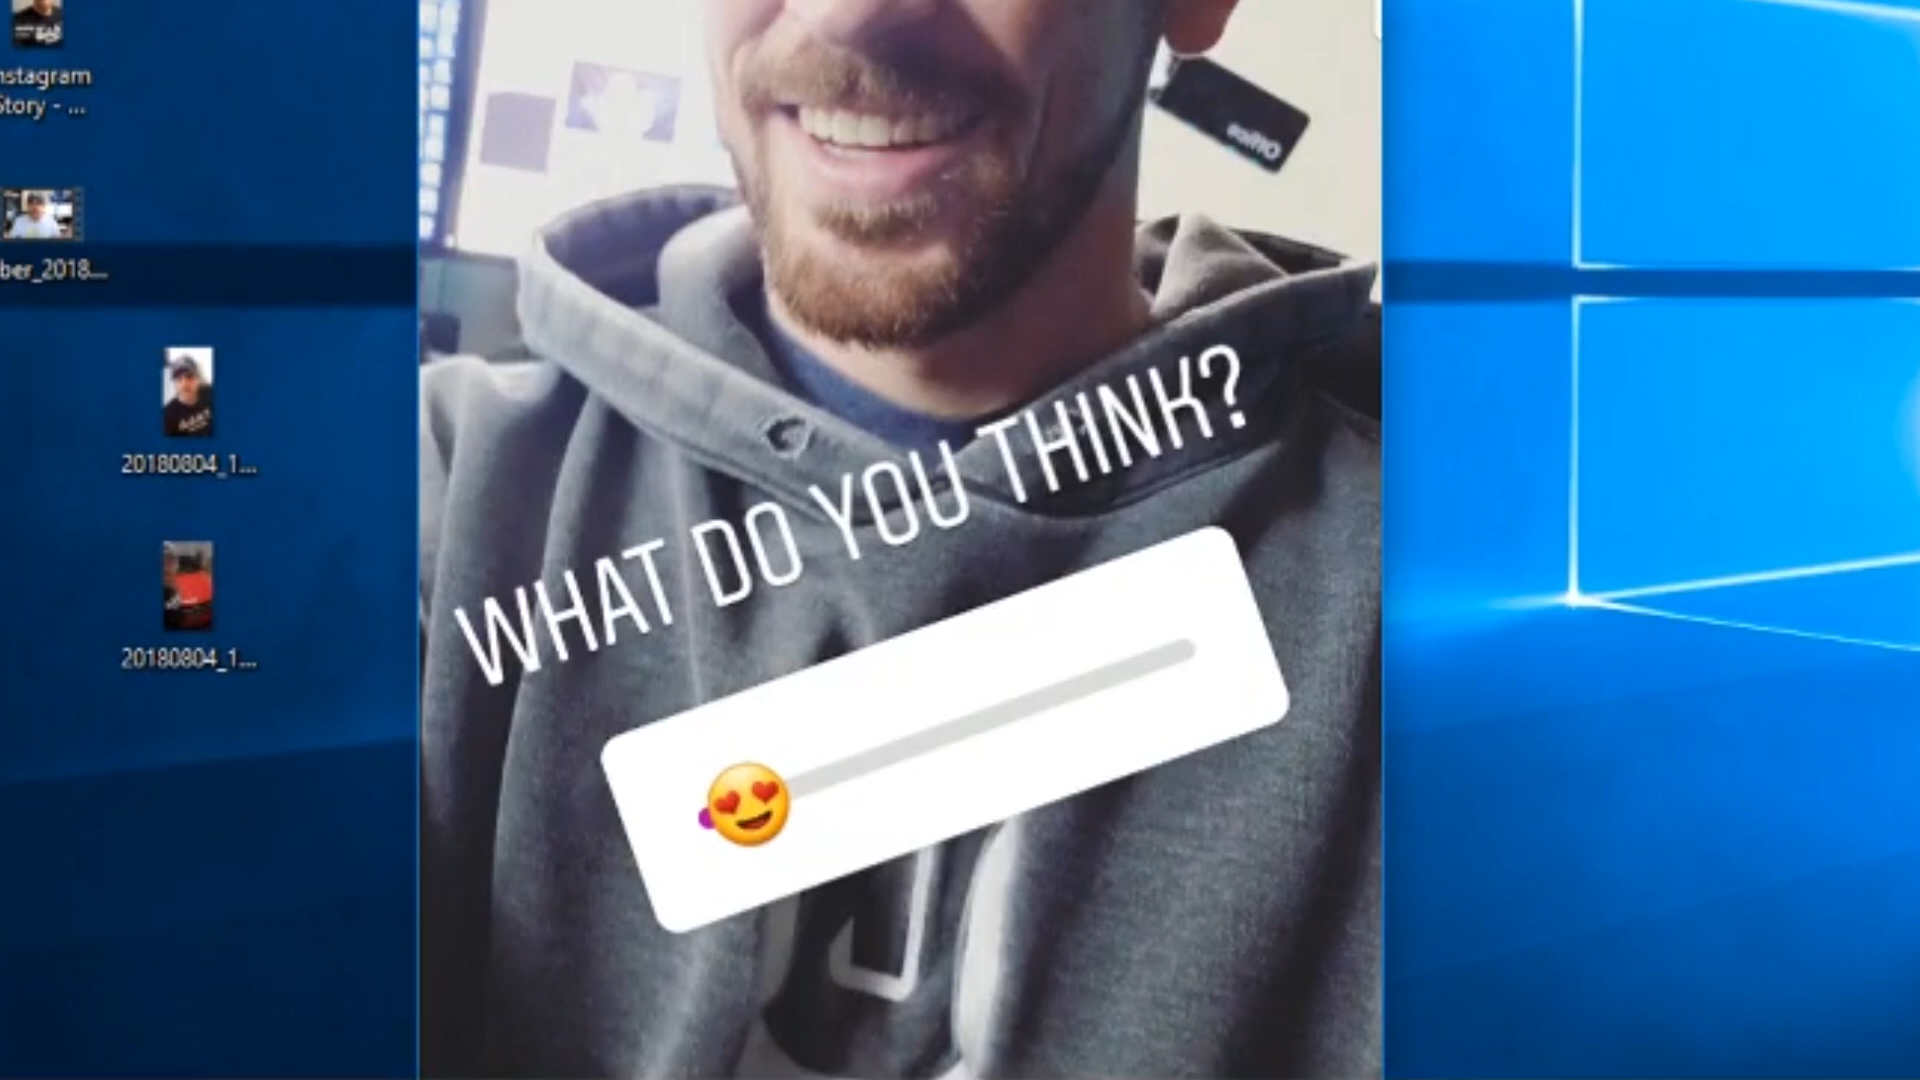 nstagram
Story - ...
ber_2018...
20180804_1...
20180804_1...
WHAT DO YOU THINK?